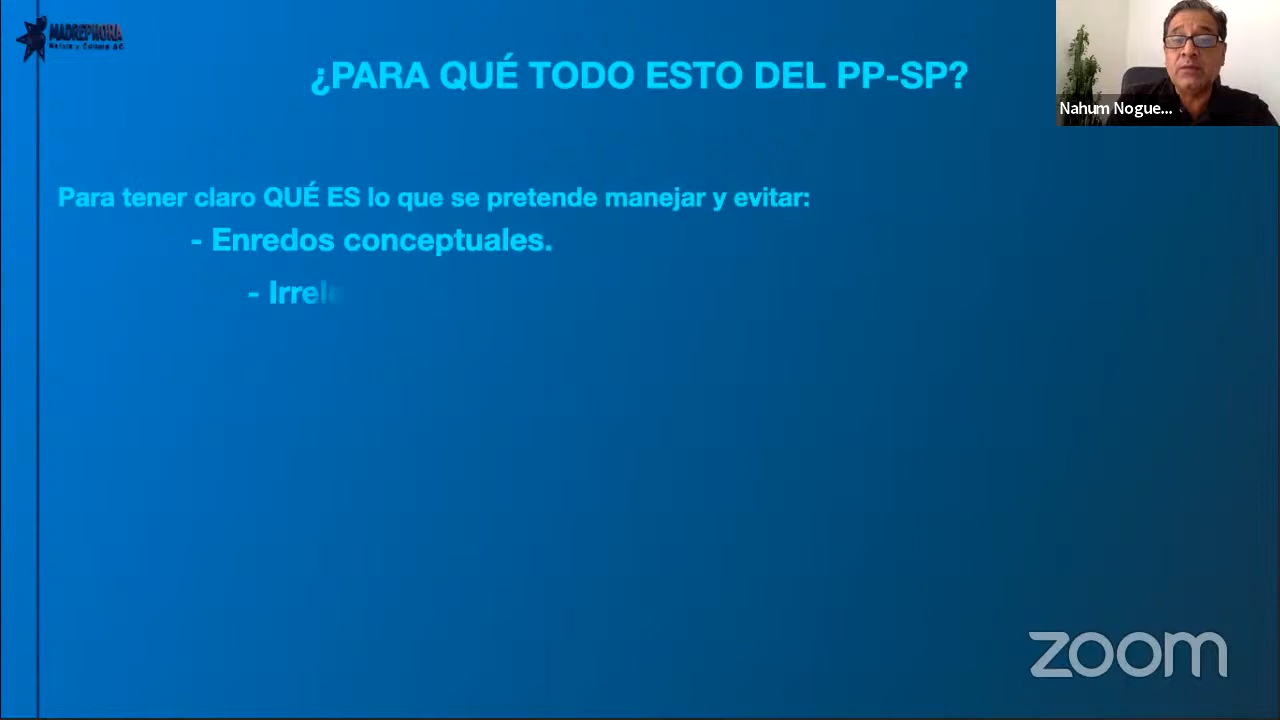 MADREPHORA
¿PARA QUÉ TODO ESTO DEL PP-SP?
Nahum Nogue...
Para tener claro QUÉ ES lo que se pretende manejar y evitar:
- Enredos conceptuales.
- Irrele
zoom